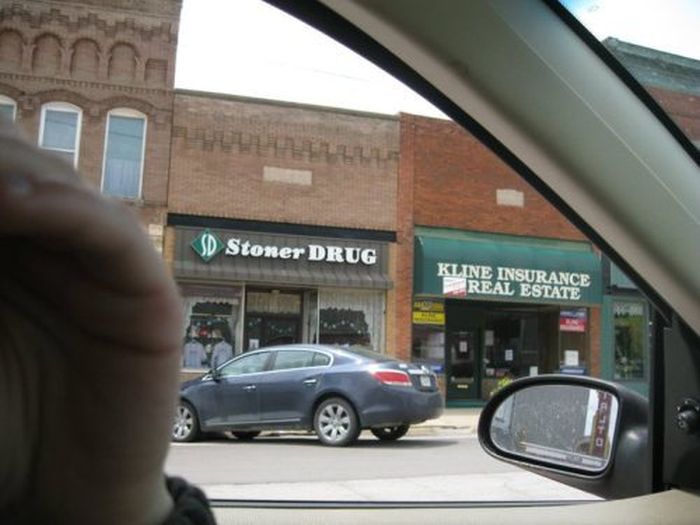 SD Stoner DRUG
KLINE INSURANCE
REAL ESTATE